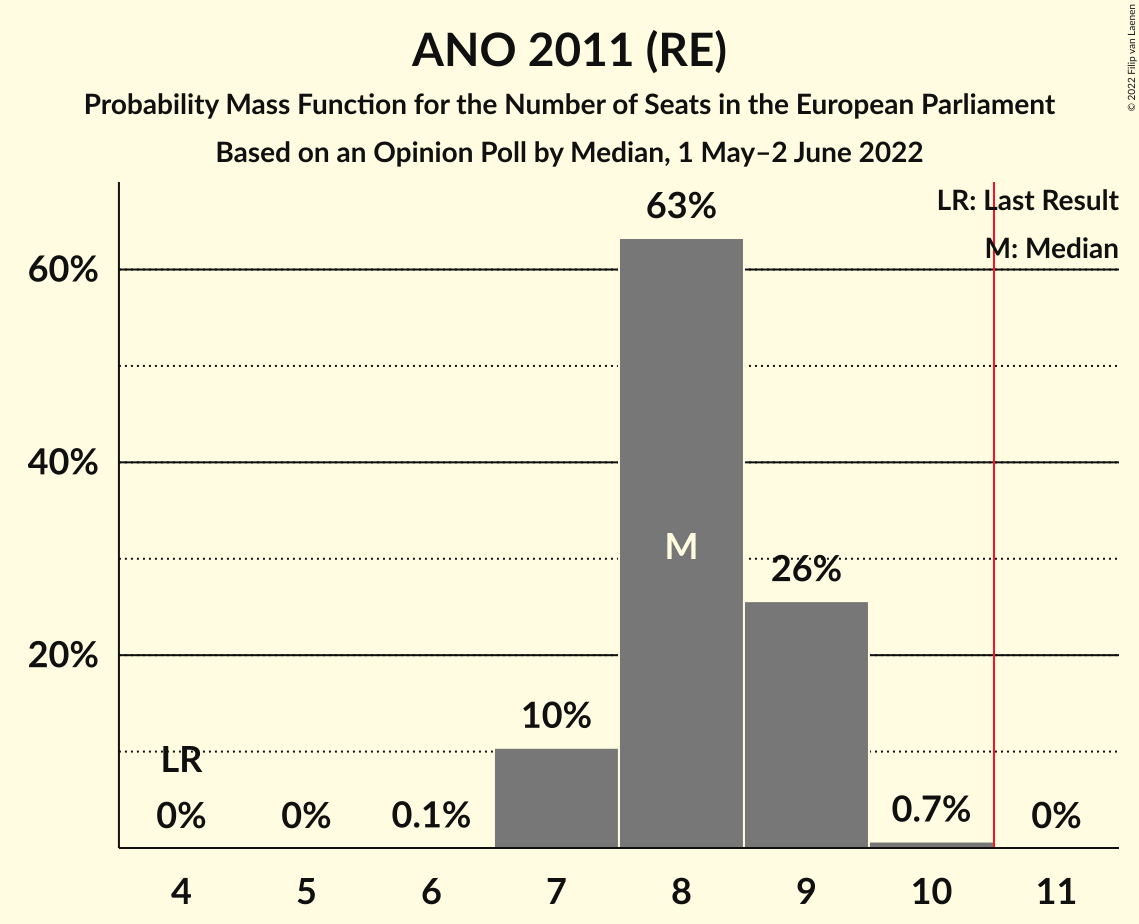 ANO 2011 (RE)
Probability Mass Function for the Number of Seats in the European Parliament
Based on an Opinion Poll by Median, 1 May–2 June 2022
© 2022 Filip van Laenen
LR: Last Result
M: Median
63%
60%
40%
M
26%
20%
10%
LR
0%
0%
0.1%
0.7%
0%
4 5 6 7 8 9 10 11